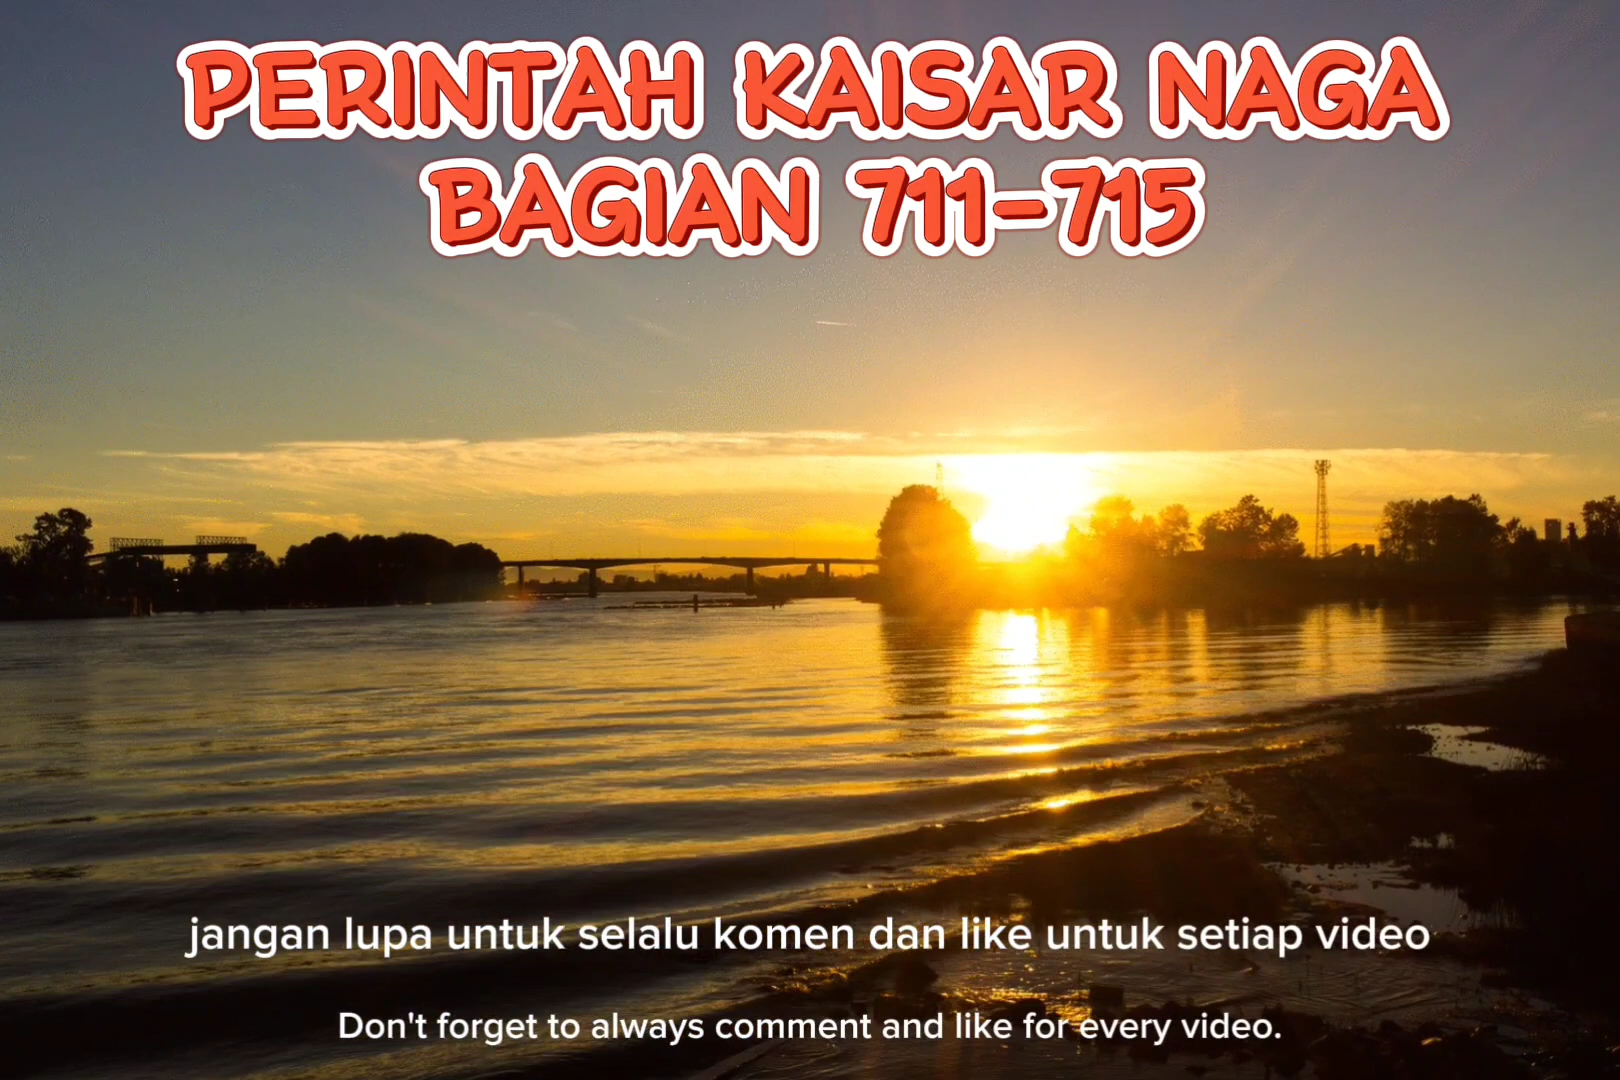 PERINTAH KAISAR NAGA
BAGIAN 711-715
jangan lupa untuk selalu komen dan like untuk setiap video
Don't forget to always comment and like for every video.